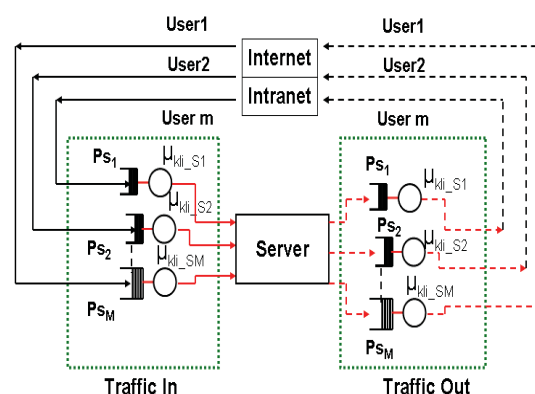 User1
User1
Internet
User2
User2
Intranet
User m
User m
Ps1
μkli_S1
Ps1
μkli_S1
μkli_S2
Ps2
Ps2
μkli_S2
Server
μkli_SM
μkli_SM
PsM
PsM
Traffic In
Traffic Out